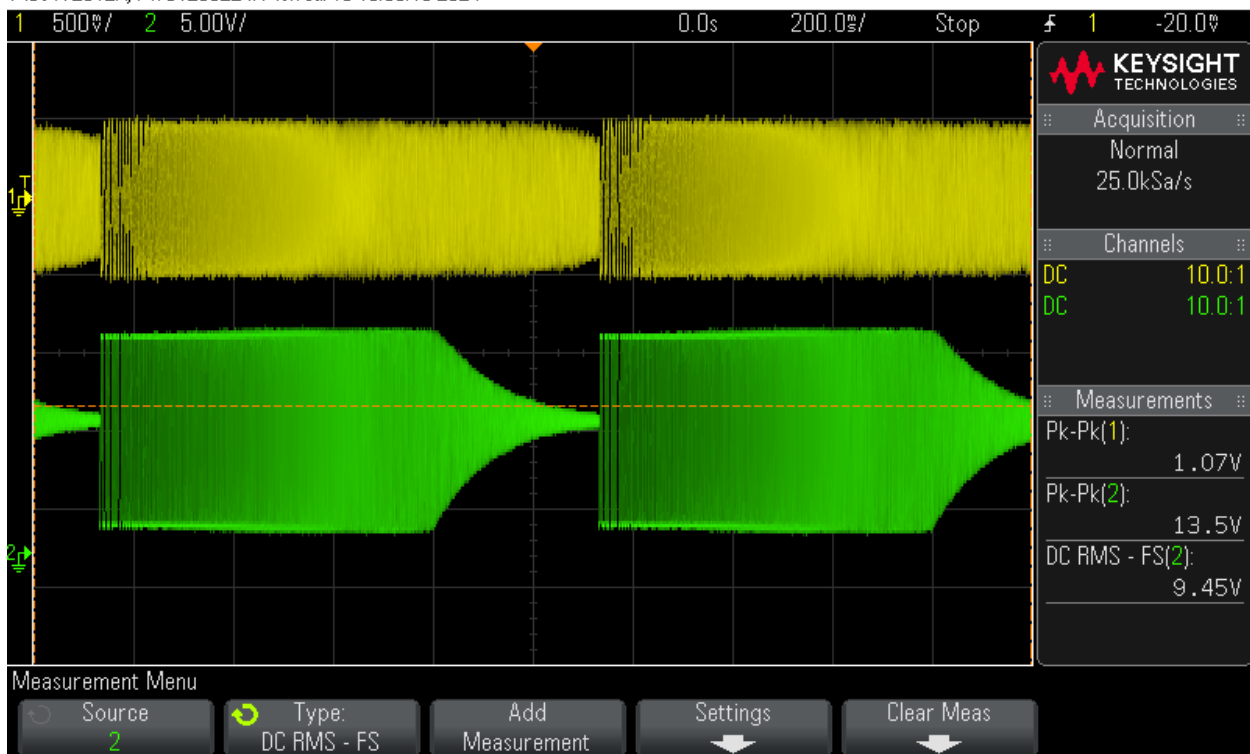 1 500mV/ 2 5.00V/ 0.0s 200.0ms/ Stop 1 -20.0mV
KEYSIGHT
TECHNOLOGIES
Acquisition
Normal
25.0kSa/s
Channels
DC 10.0:1
DC 10.0:1
Measurements
Pk-Pk(1):
1.07V
Pk-Pk(2):
13.5V
DC RMS - FS(2):
9.45V
T
1
2
Measurement Menu
Source
2
Type:
DC RMS - FS
Add
Measurement
Settings
Clear Meas